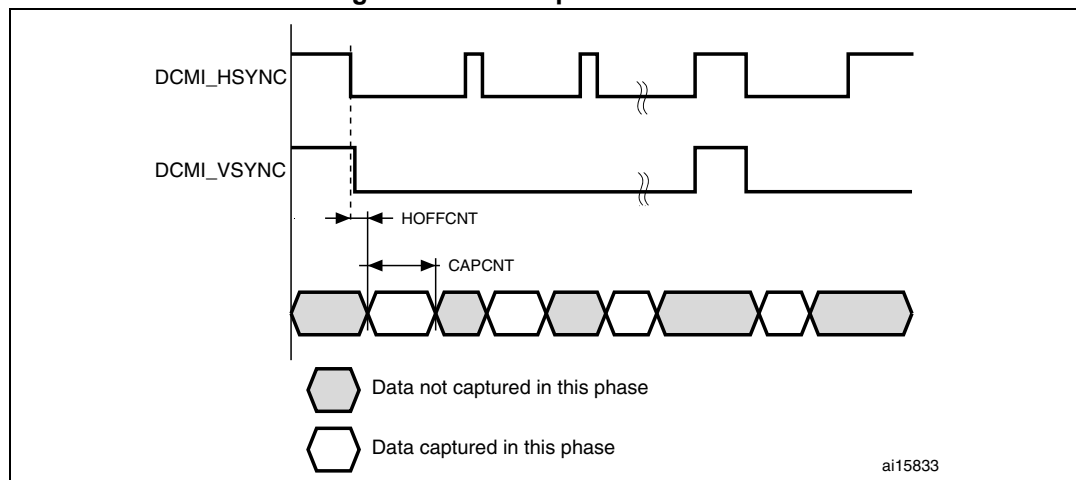 DCMI_HSYNC
DCMI_VSYNC
HOFFCNT
CAPCNT
Data not captured in this phase
Data captured in this phase
ai15833